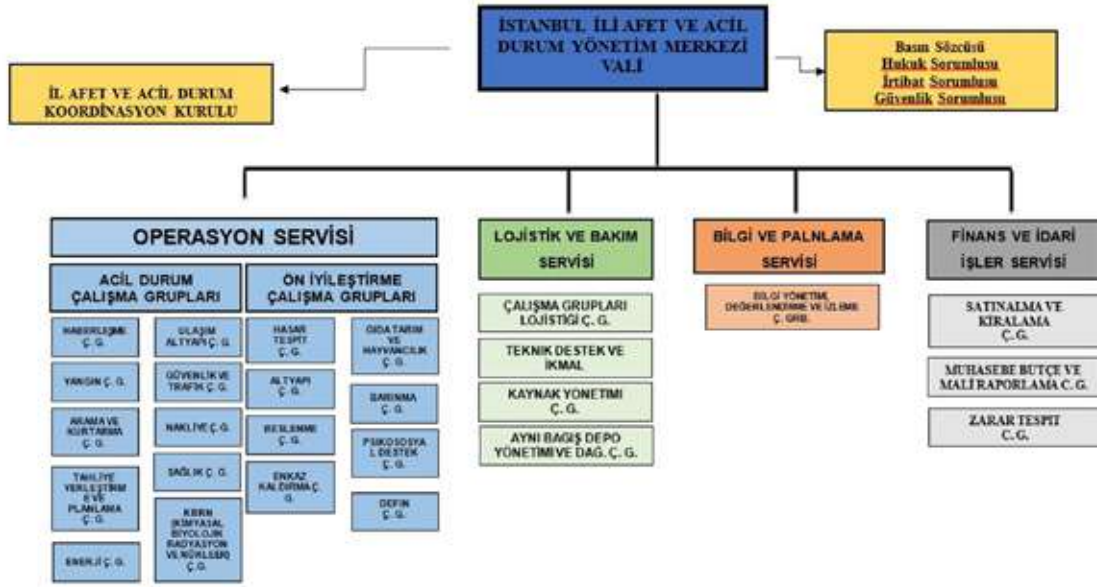 İSTANBUL İLİ AFET VE ACİL
DURUM YÖNETİM MERKEZİ
VALİ
İL AFET VE ACİL DURUM
KOORDİNASYON KURULU
Basın Sözcüsü
Hukuk Sorumlusu
İrtibat Sorumlusu
Güvenlik Sorumlusu
OPERASYON SERVİSİ
ACİL DURUM
ÇALIŞMA GRUPLARI
HABERLEŞME
Ç. G.
YANGIN Ç. G.
ARAMA VE
KURTARMA
Ç. G.
TAHLİYE
YERLEŞTİRM
E VE
PLANLAMA
Ç. G.
ENERJİ Ç. G.
ULAŞIM
ALTYAPI Ç. G.
GÜVENLİK VE
TRAFİK Ç. G.
NAKLİYE Ç. G.
SAĞLIK Ç. G.
KBRN
(KİMYASAL
BİYOLOJİK
RADYASYON
VE NÜKLEER)
Ç.G.
ÖN İYİLEŞTİRME
ÇALIŞMA GRUPLARI
HASAR
TESPİT
Ç. G.
ALTYAPI
Ç. G.
BESLENME
Ç. G.
ENKAZ
KALDIRMA Ç.
G.
GIDA TARIM
VE
HAYVANCILIK
Ç. G.
BARINMA
Ç. G.
PSİKOSOSYA
L DESTEK
Ç. G.
DEFİN
Ç. G.
LOJİSTİK VE BAKIM
SERVİSİ
ÇALIŞMA GRUPLARI
LOJİSTİĞİ Ç. G.
TEKNİK DESTEK VE
İKMAL
KAYNAK YÖNETİMİ
Ç. G.
AYNI BAĞIŞ DEPO
YÖNETİMİ VE DAĞ. Ç. G.
BİLGİ VE PALNLAMA
SERVİSİ
BİLGİ YÖNETİMİ,
DEĞERLENDİRME VE İZLEME
Ç. GRB.
FİNANS VE İDARİ
İŞLER SERVİSİ
SATINALMA VE
KİRALAMA
Ç. G.
MUHASEBE BÜTÇE VE
MALİ RAPORLAMA Ç. G.
ZARAR TESPİT
Ç. G.